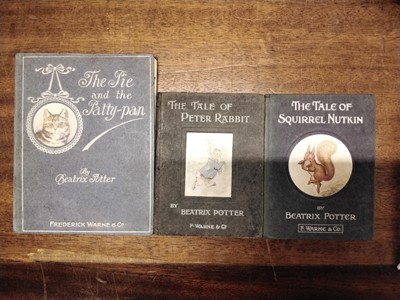 The Pie
and the
Patty-pan
By
Beatrix Potter
FREDERICK WARNE & Co
THE TALE OF
PETER RABBIT
BY
BEATRIX POTTER
F. WARNE & Co
THE TALE OF
SQUIRREL NUTKIN
BY
BEATRIX POTTER
F. WARNE & Co